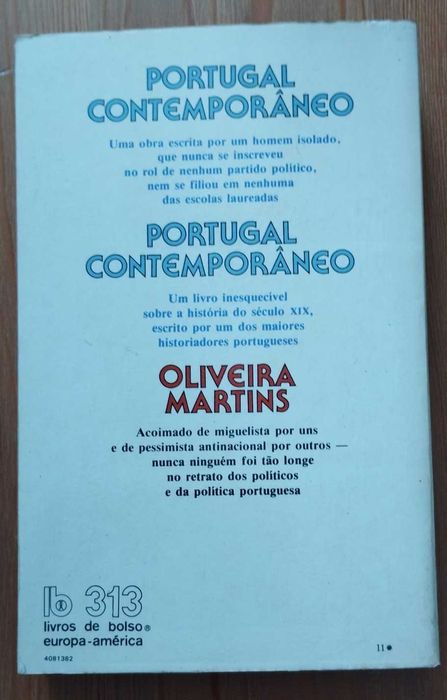 PORTUGAL
CONTEMPORÂNEO
Uma obra escrita por um homem isolado,
que nunca se inscreveu
no rol de nenhum partido político,
nem se filiou em nenhuma
das escolas laureadas
PORTUGAL
CONTEMPORÂNEO
Um livro inesquecível
sobre a história do século XIX,
escrito por um dos maiores
historiadores portugueses
OLIVEIRA
MARTINS
Acoimado de miguelista por uns
e de pessimista antinacional por outros —
nunca ninguém foi tão longe
no retrato dos políticos
e da política portuguesa
lb 313
livros de bolso®
europa-américa
4081382
11●